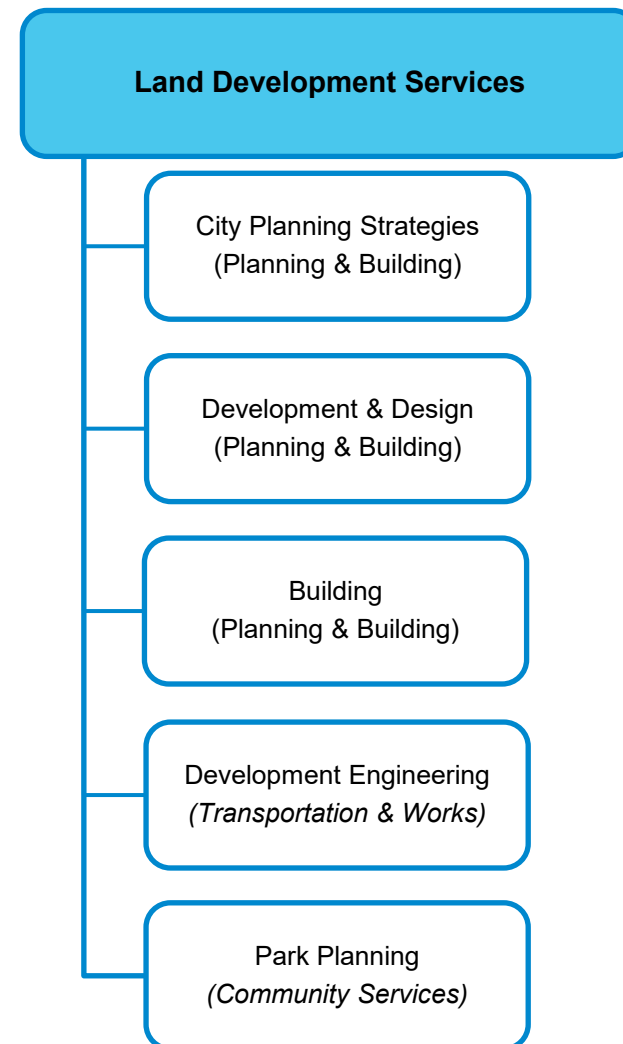 Land Development Services
City Planning Strategies
(Planning & Building)
Development & Design
(Planning & Building)
Building
(Planning & Building)
Development Engineering
(Transportation & Works)
Park Planning
(Community Services)